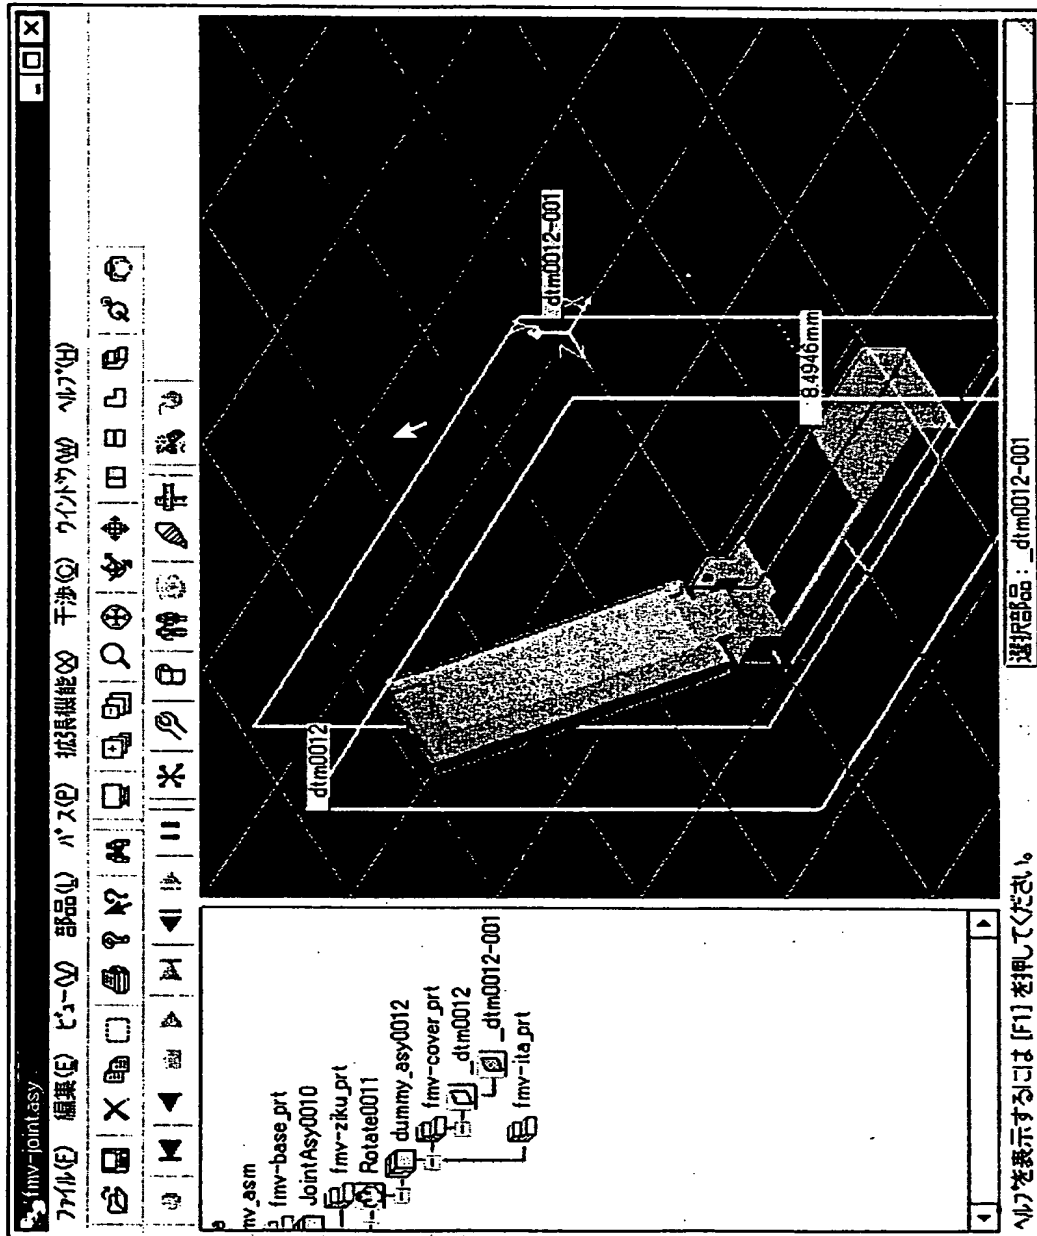 fmv-joint.asy
ファイル(F) 編集(E) ビュー(V) 部品(L) パス(P) 拡張機能(X) 干渉(Q) ウインドウ(W) ヘルプ(H)
mv_asm
fmv-base_prt
JointAsy0010
fmv-ziku_prt
Rotate0011
dummy_asy0012
fmv-cover_prt
_dtm0012
_dtm0012-001
fmv-ita_prt
dtm0012
dtm0012-001
8.4946mm
ヘルプを表示するには [F1] を押してください。
選択部品 : _dtm0012-001